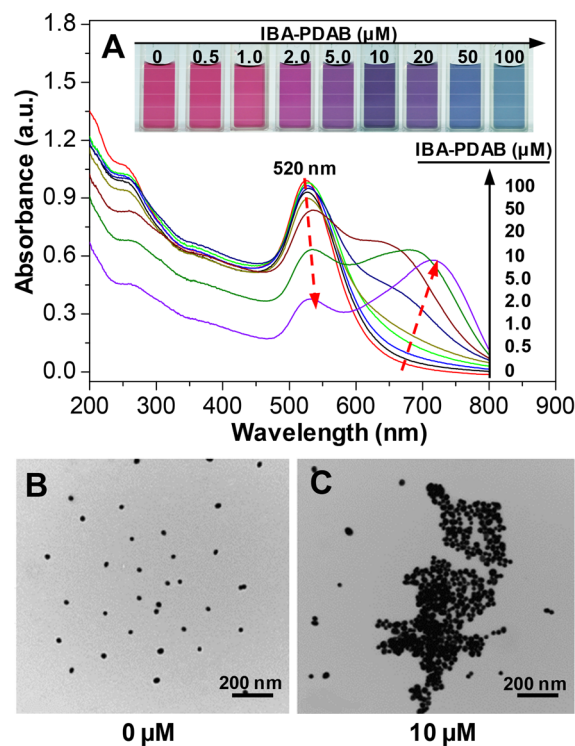 A
IBA-PDAB (µM)
0 0.5 1.0 2.0 5.0 10 20 50 100
520 nm
IBA-PDAB (µM)
100
50
20
10
5.0
2.0
1.0
0.5
0
Absorbance (a.u.)
1.8
1.5
1.2
0.9
0.6
0.3
0.0
200 300 400 500 600 700 800 900
Wavelength (nm)
B
200 nm
0 µM
C
200 nm
10 µM